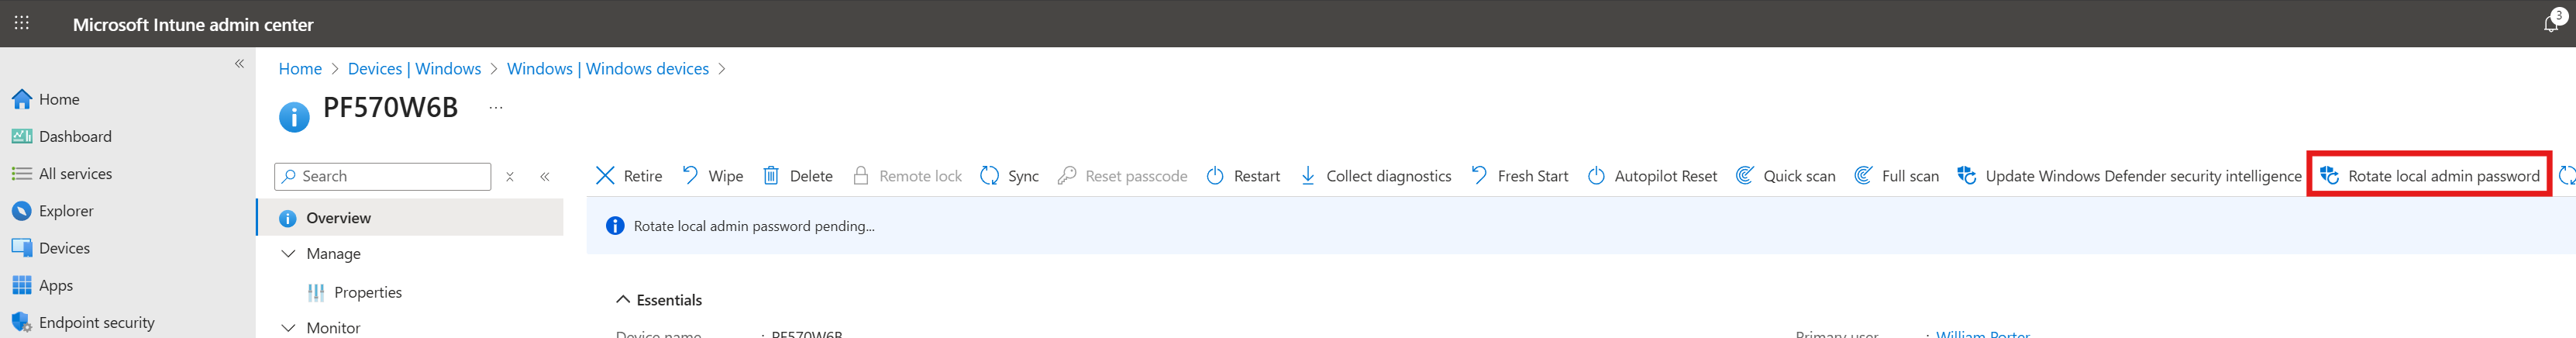 Microsoft Intune admin center
3
Home
Dashboard
All services
Explorer
Devices
Apps
Endpoint security
Home > Devices | Windows > Windows | Windows devices >
PF570W6B ...
Search
Overview
Manage
Properties
Monitor
Retire Wipe Delete Remote lock Sync Reset passcode Restart Collect diagnostics Fresh Start Autopilot Reset Quick scan Full scan Update Windows Defender security intelligence Rotate local admin password
Rotate local admin password pending...
Essentials
Device name : PF570W6B
Primary user : William Porter